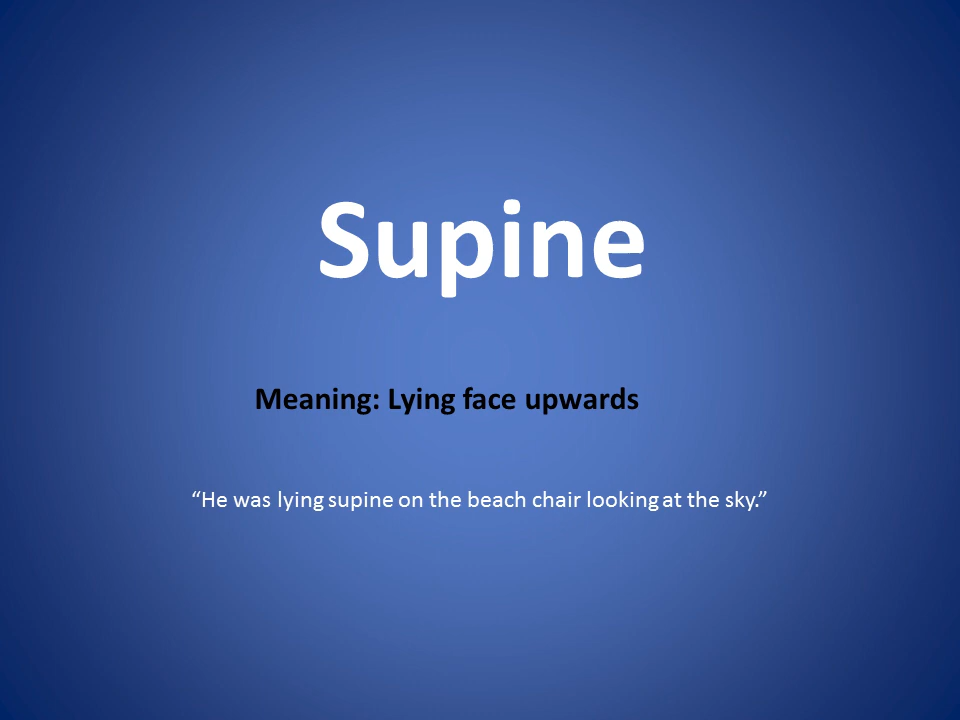 Supine
Meaning: Lying face upwards
“He was lying supine on the beach chair looking at the sky.”